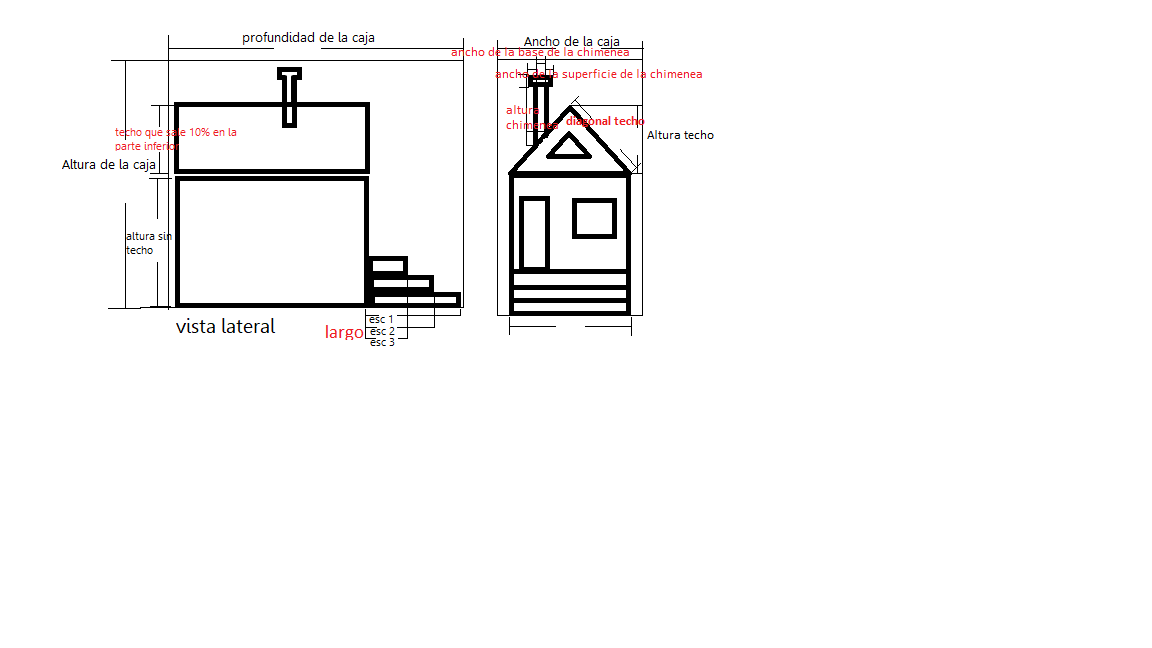 profundidad de la caja
Ancho de la caja
ancho de la base de la chimenea
ancho de la superficie de la chimenea
altura
chimenea
diagonal techo
techo que sale 10% en la
parte inferior
Altura techo
Altura de la caja
altura sin
techo
vista lateral
largo
esc 1
esc 2
esc 3